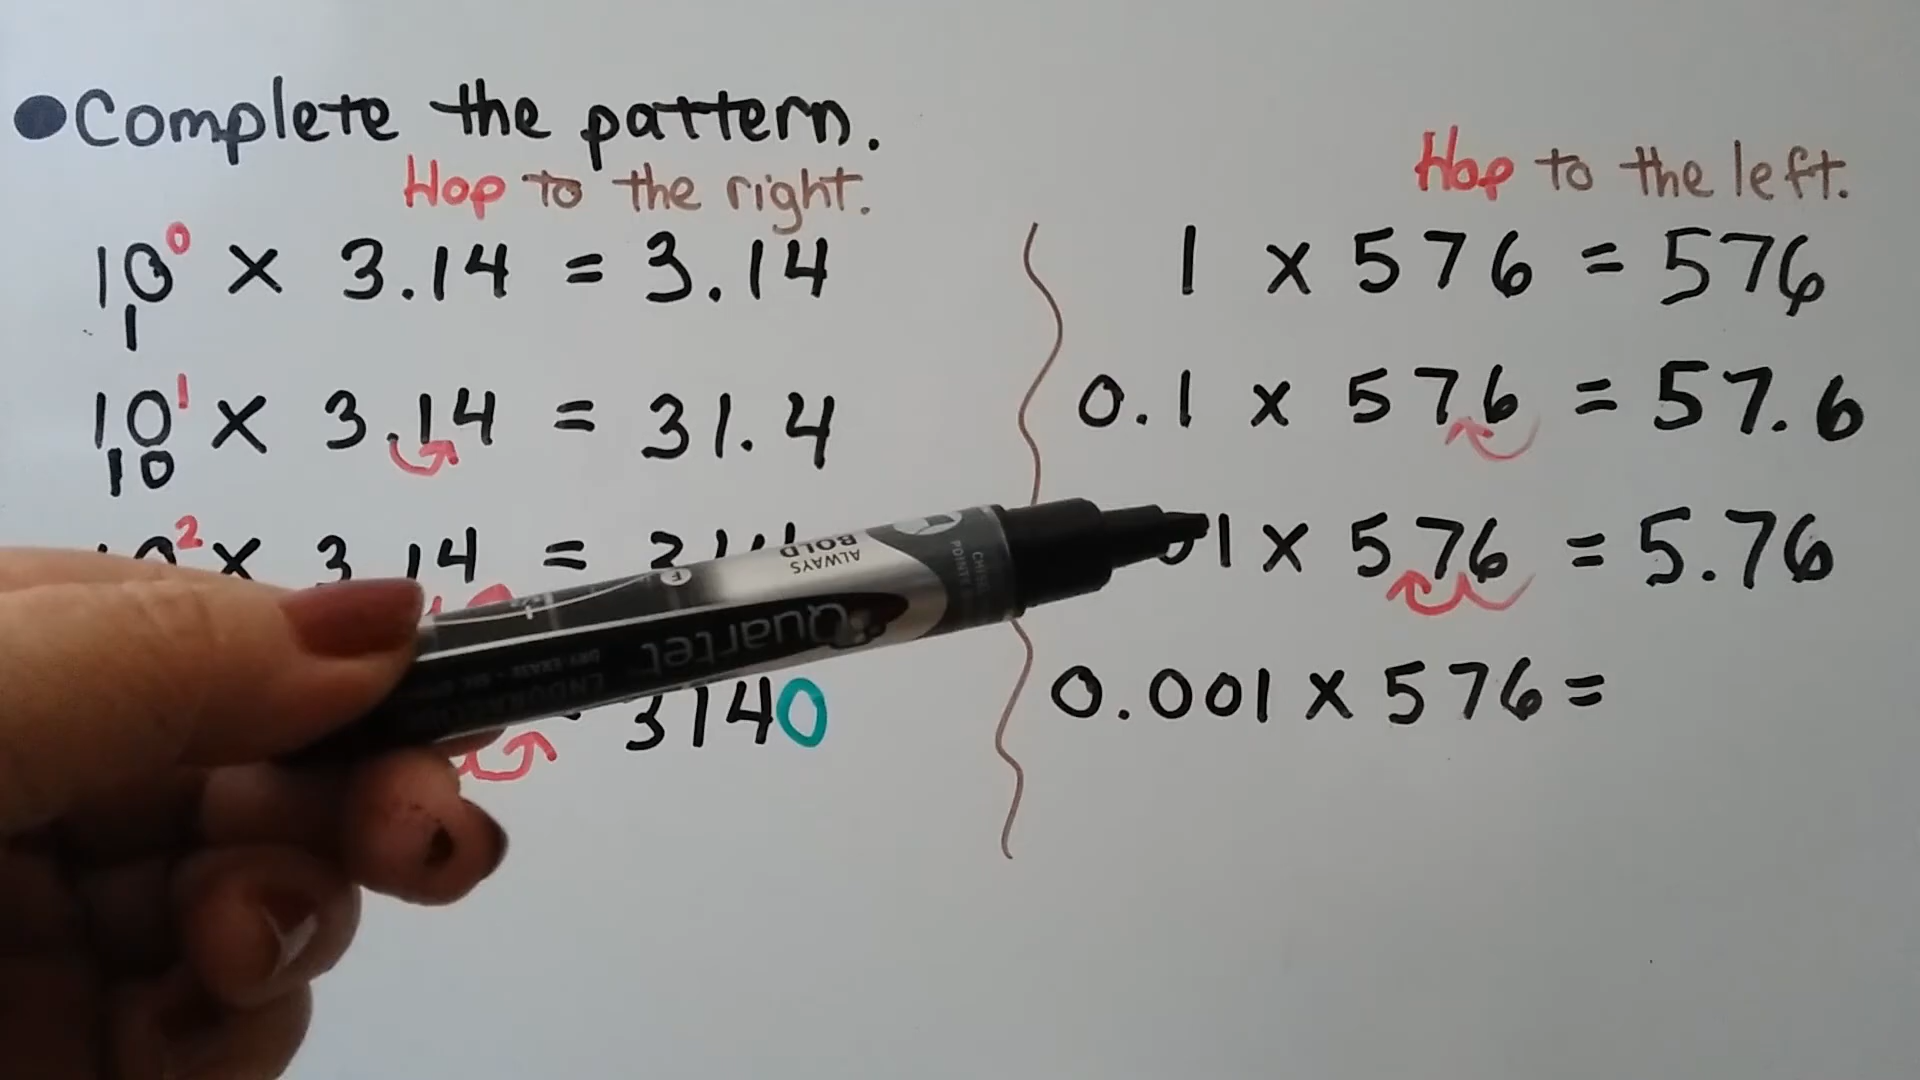 ●Complete the pattern.
Hop to the right.
10⁰ × 3.14 = 3.14
1
10¹ × 3.14 = 31.4
10
² × 3.14 =
3140
Hop to the left.
1 × 576 = 576
0.1 × 576 = 57.6
01 × 576 = 5.76
0.001 × 576 =
ALWAYS BOLD
Quartet